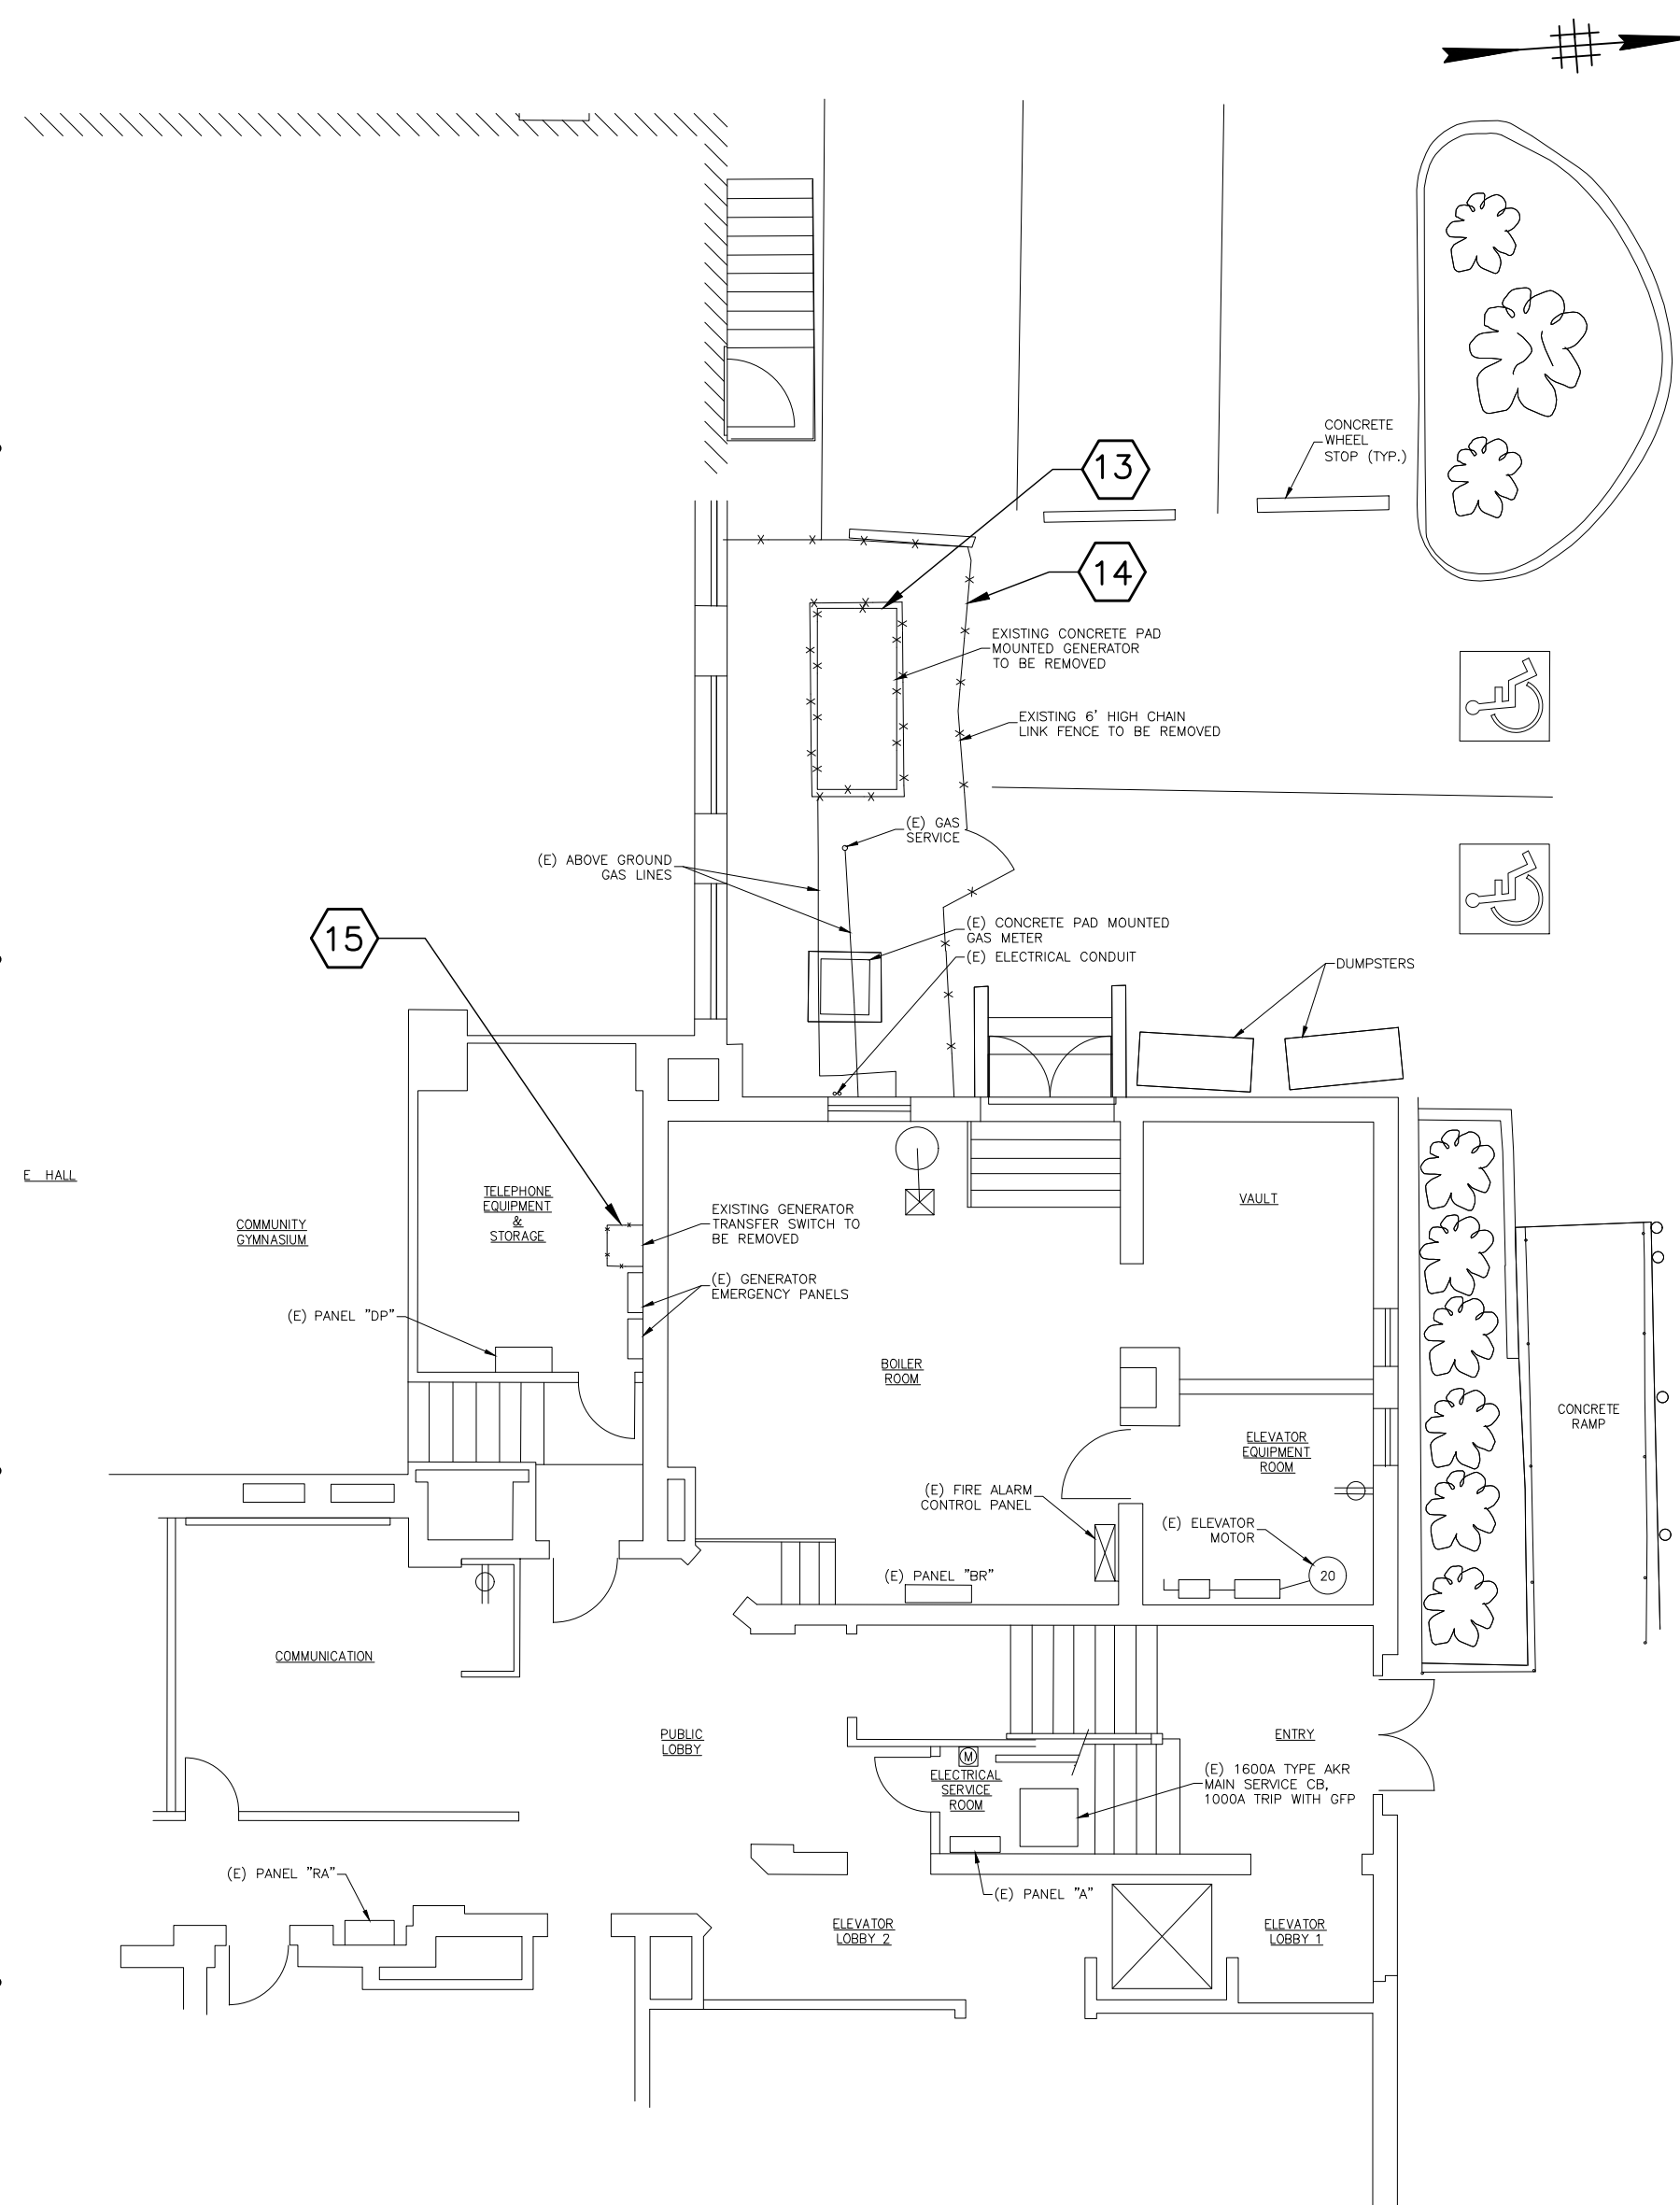 CONCRETE
WHEEL
STOP (TYP.)
13
14
EXISTING CONCRETE PAD
MOUNTED GENERATOR
TO BE REMOVED
EXISTING 6' HIGH CHAIN
LINK FENCE TO BE REMOVED
(E) GAS
SERVICE
(E) ABOVE GROUND
GAS LINES
15
(E) CONCRETE PAD MOUNTED
GAS METER
(E) ELECTRICAL CONDUIT
DUMPSTERS
E HALL
COMMUNITY
GYMNASIUM
TELEPHONE
EQUIPMENT
&
STORAGE
EXISTING GENERATOR
TRANSFER SWITCH TO
BE REMOVED
VAULT
(E) GENERATOR
EMERGENCY PANELS
(E) PANEL "DP"
BOILER
ROOM
CONCRETE
RAMP
ELEVATOR
EQUIPMENT
ROOM
(E) FIRE ALARM
CONTROL PANEL
(E) ELEVATOR
MOTOR
20
(E) PANEL "BR"
COMMUNICATION
PUBLIC
LOBBY
ENTRY
M
ELECTRICAL
SERVICE
ROOM
(E) 1600A TYPE AKR
MAIN SERVICE CB,
1000A TRIP WITH GFP
(E) PANEL "RA"
(E) PANEL "A"
ELEVATOR
LOBBY 2
ELEVATOR
LOBBY 1